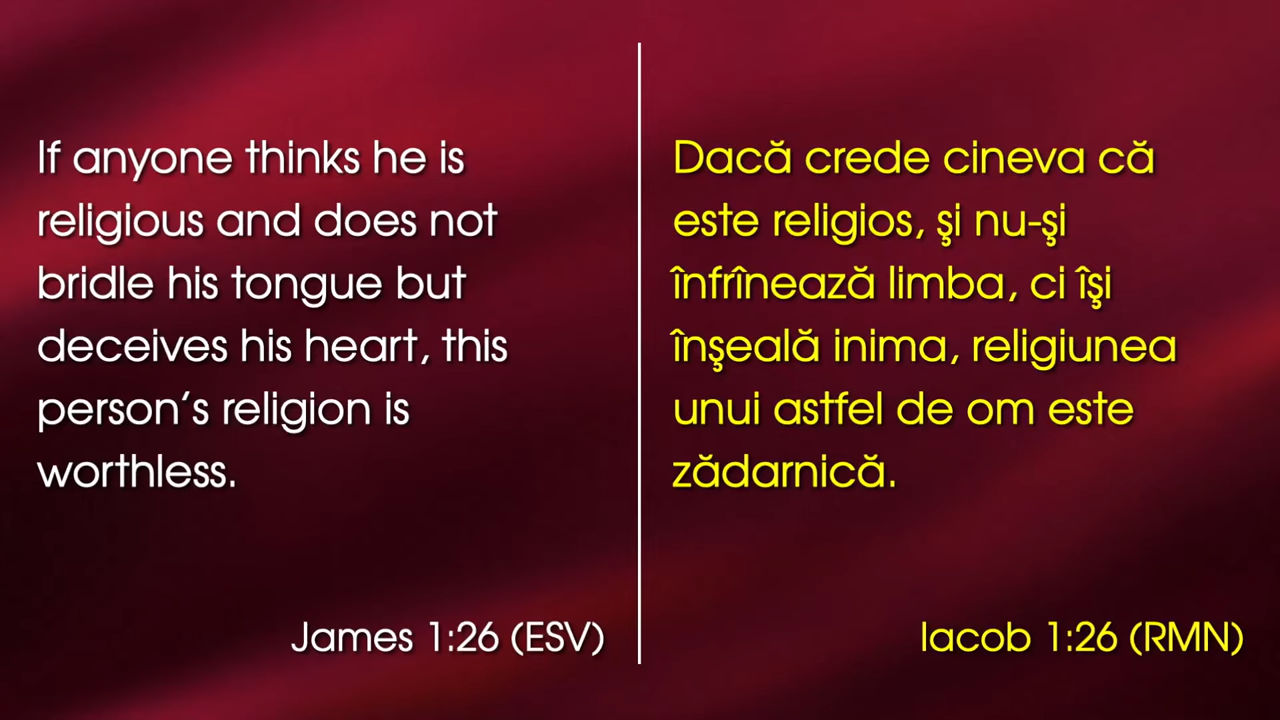 If anyone thinks he is
religious and does not
bridle his tongue but
deceives his heart, this
person’s religion is
worthless.
James 1:26 (ESV)
Dacă crede cineva că
este religios, şi nu-şi
înfrînează limba, ci îşi
înşeală inima, religiunea
unui astfel de om este
zădarnică.
Iacob 1:26 (RMN)